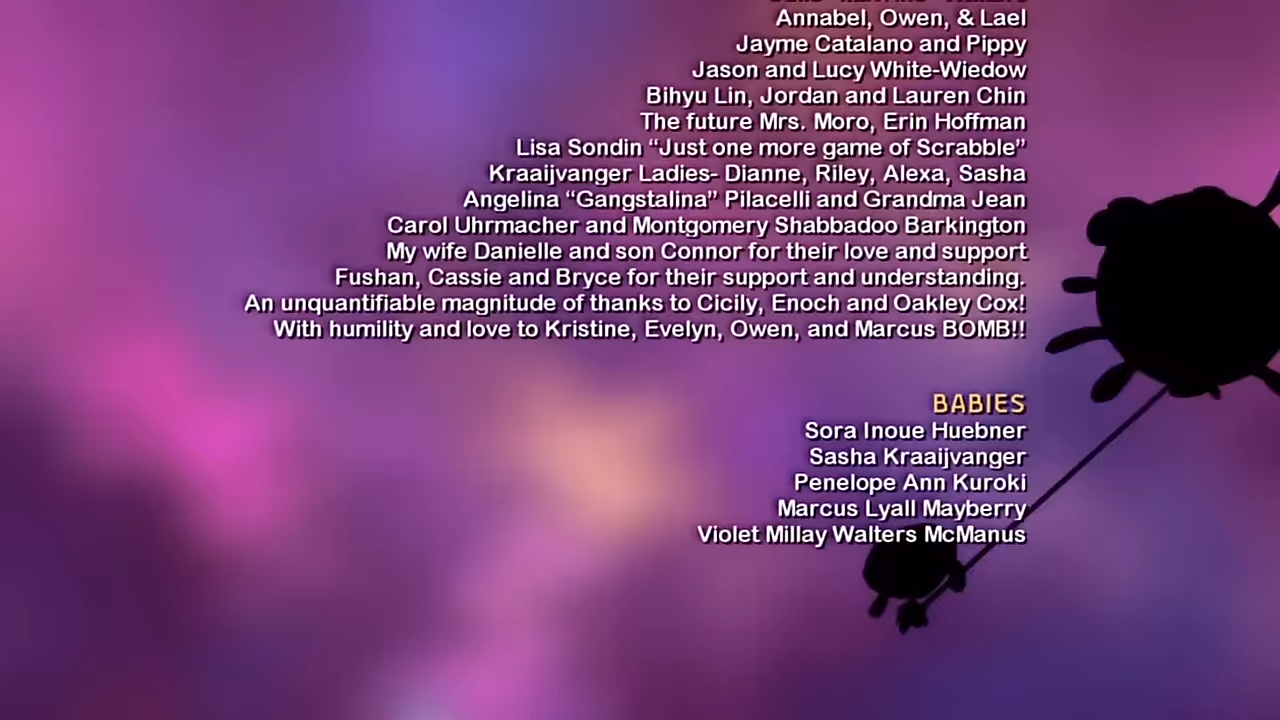 Annabel, Owen, & Lael
Jayme Catalano and Pippy
Jason and Lucy White-Wiedow
Bihyu Lin, Jordan and Lauren Chin
The future Mrs. Moro, Erin Hoffman
Lisa Sondin “Just one more game of Scrabble”
Kraaijvanger Ladies- Dianne, Riley, Alexa, Sasha
Angelina “Gangstalina” Pilacelli and Grandma Jean
Carol Uhrmacher and Montgomery Shabbadoo Barkington
My wife Danielle and son Connor for their love and support
Fushan, Cassie and Bryce for their support and understanding.
An unquantifiable magnitude of thanks to Cicily, Enoch and Oakley Cox!
With humility and love to Kristine, Evelyn, Owen, and Marcus BOMB!!
BABIES
Sora Inoue Huebner
Sasha Kraaijvanger
Penelope Ann Kuroki
Marcus Lyall Mayberry
Violet Millay Walters McManus